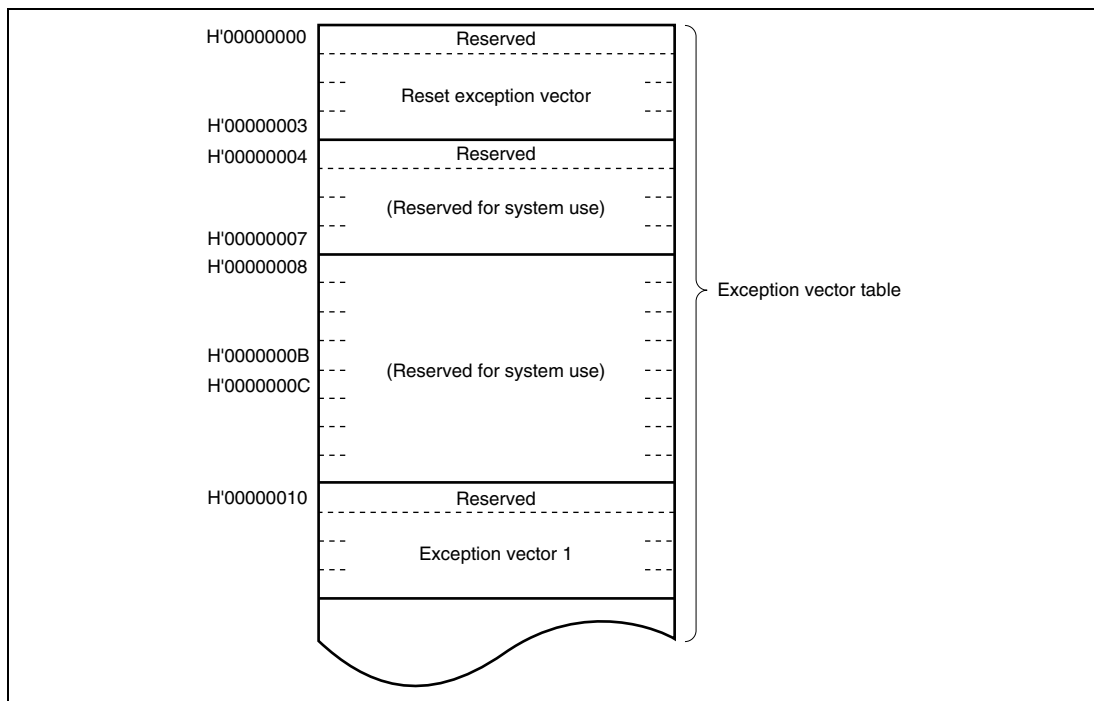 H'00000000 Reserved
Reset exception vector
H'00000003
H'00000004 Reserved
(Reserved for system use)
H'00000007
H'00000008
Exception vector table
H'0000000B
(Reserved for system use)
H'0000000C
H'00000010 Reserved
Exception vector 1